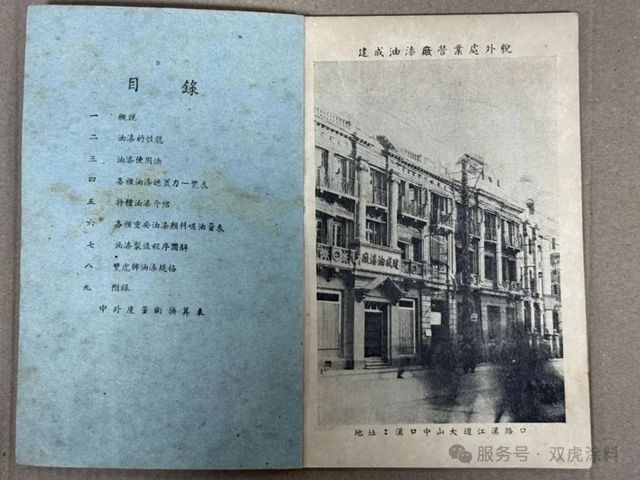 目錄
一 概說
二 油漆的性能
三 油漆使用法
四 各種油漆遮蓋力一覽表
五 特種油漆介紹
六 各種重要油漆顏料吸油量表
七 油漆製造程序圖解
八 雙虎牌油漆規格
九 附錄
中外度量衡換算表
建成油漆廠營業處外貌
廠漆油成建
地址：漢口中山大道江漢路口
服务号·双虎涂料